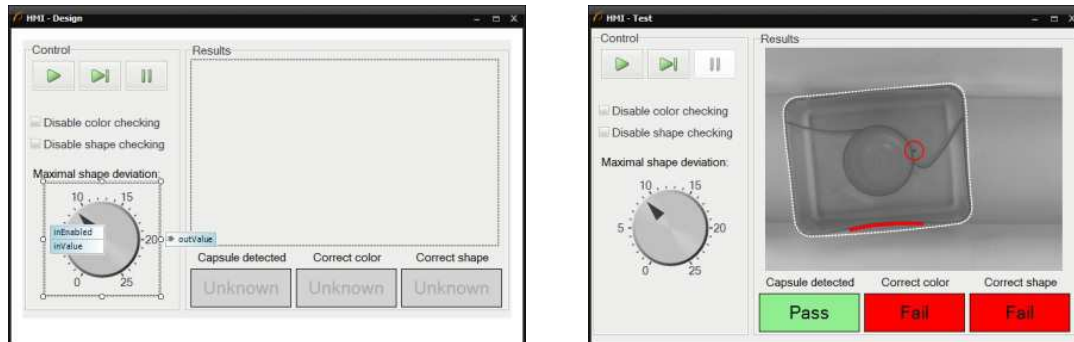 HMI - Design
Control
Results
Disable color checking
Disable shape checking
Maximal shape deviation:
10 15
inEnabled
inValue
20
outValue
0 25
Capsule detected Correct color Correct shape
Unknown Unknown Unknown
HMI - Test
Control
Results
Disable color checking
Disable shape checking
Maximal shape deviation:
10 15
5 20
0 25
Capsule detected Correct color Correct shape
Pass Fail Fail